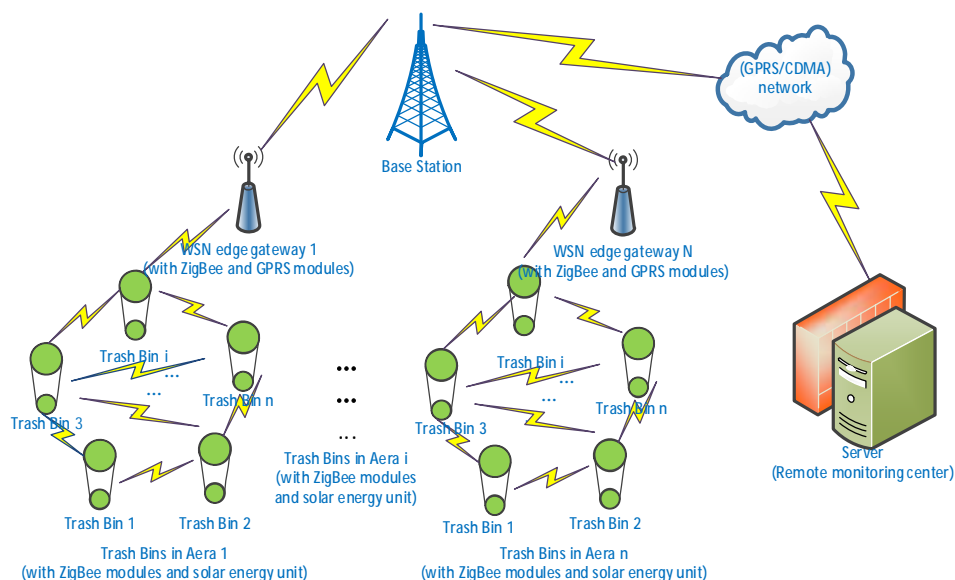 (GPRS/CDMA)
network
Base Station
WSN edge gateway 1
(with ZigBee and GPRS modules)
WSN edge gateway N
(with ZigBee and GPRS modules)
Trash Bin i
...
...
Trash Bin n
Trash Bin 3
Trash Bin 1
Trash Bin 2
Trash Bins in Aera 1
(with ZigBee modules and solar energy unit)
...
...
...
Trash Bins in Aera i
(with ZigBee modules
and solar energy unit)
Trash Bin i
...
...
Trash Bin n
Trash Bin 3
Trash Bin 1
Trash Bin 2
Trash Bins in Aera n
(with ZigBee modules and solar energy unit)
Server
(Remote monitoring center)